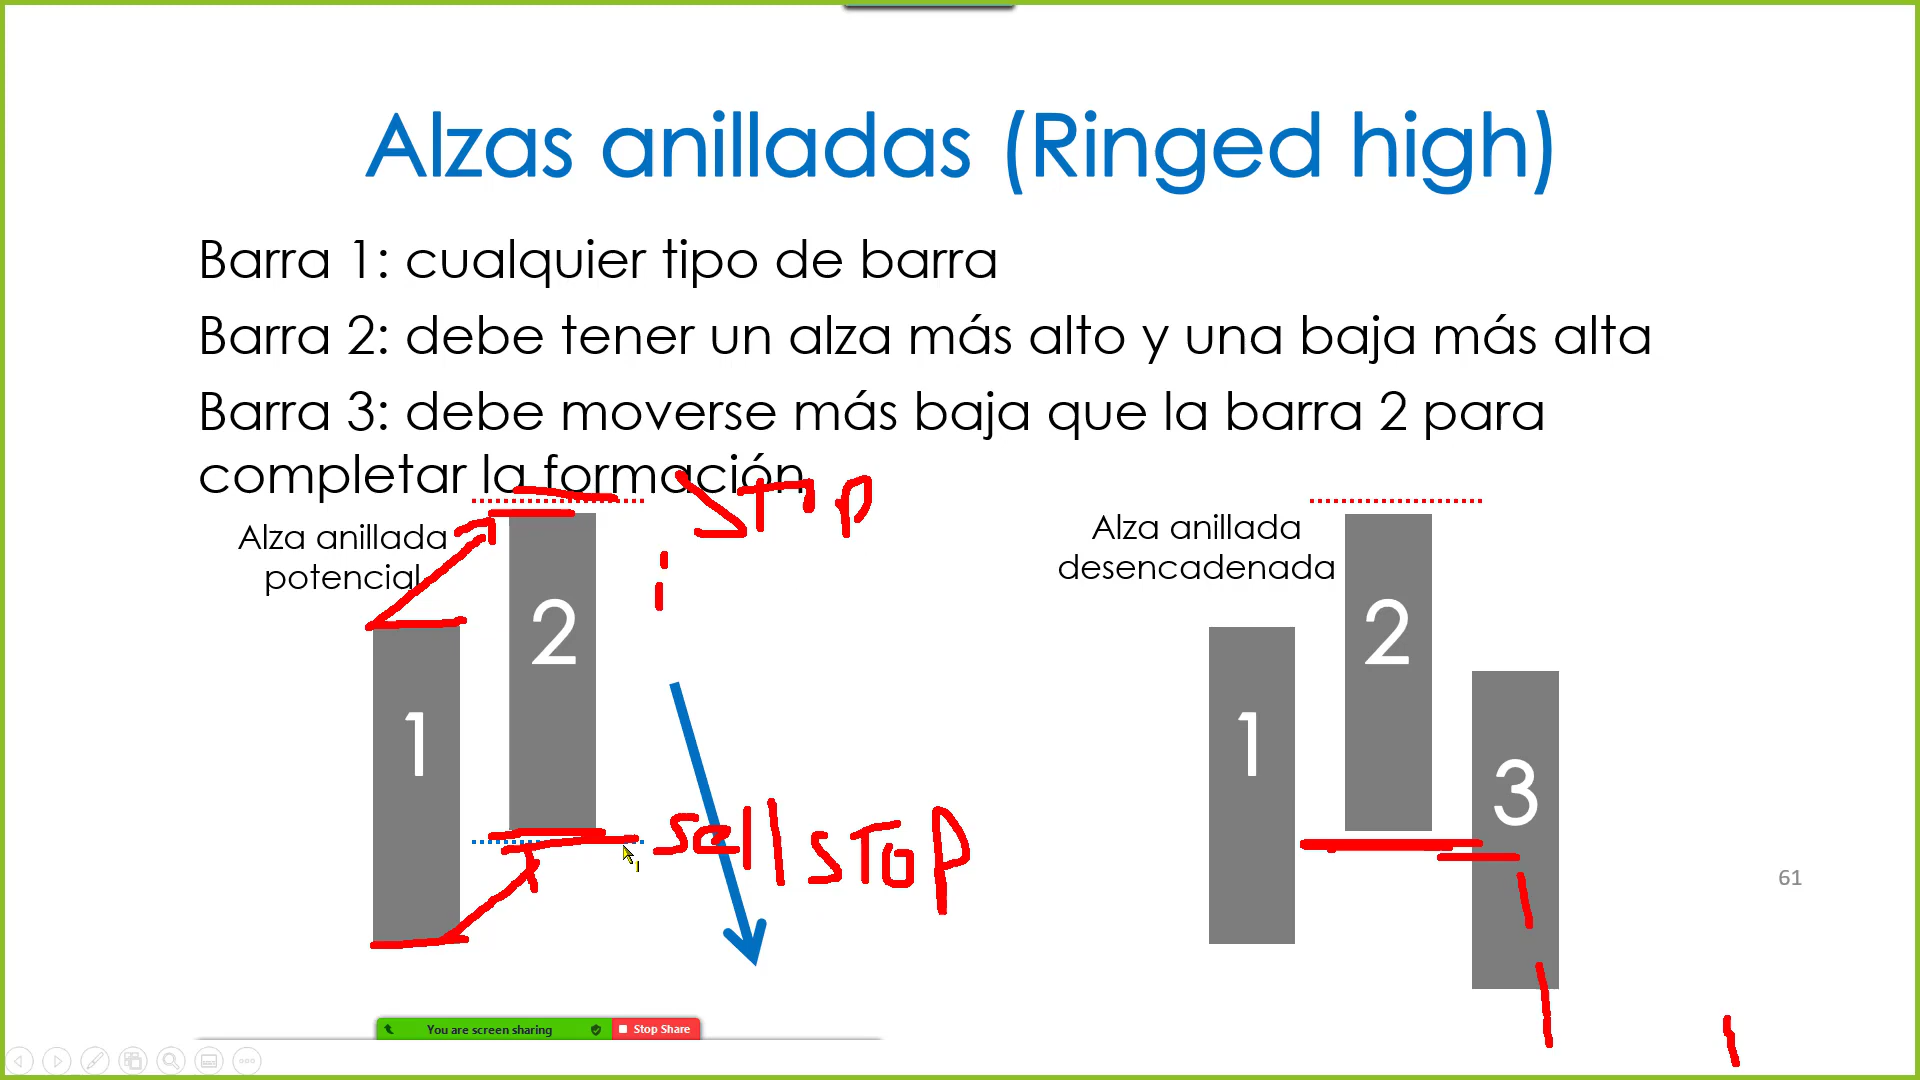 Alzas anilladas (Ringed high)
Barra 1: cualquier tipo de barra
Barra 2: debe tener un alza más alto y una baja más alta
Barra 3: debe moverse más baja que la barra 2 para
completar la formación
STOP
Alza anillada
potencial
2
1
sell STOP
Alza anillada
desencadenada
2
1
3
61
You are screen sharing
Stop Share